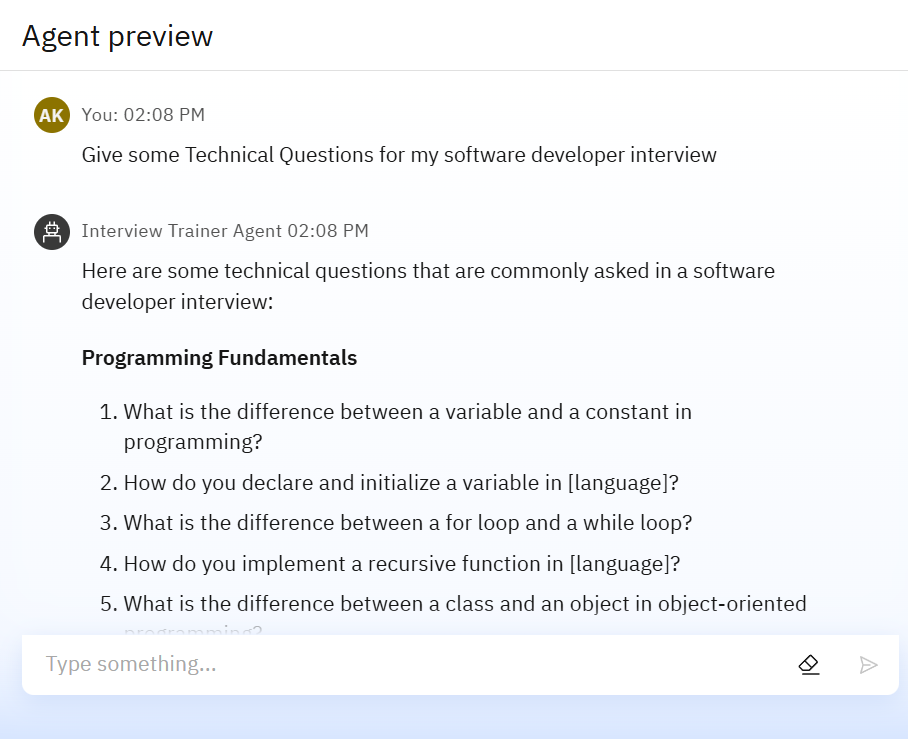 Agent preview
AK
You: 02:08 PM
Give some Technical Questions for my software developer interview
Interview Trainer Agent 02:08 PM
Here are some technical questions that are commonly asked in a software
developer interview:
Programming Fundamentals
1. What is the difference between a variable and a constant in
programming?
2. How do you declare and initialize a variable in [language]?
3. What is the difference between a for loop and a while loop?
4. How do you implement a recursive function in [language]?
5. What is the difference between a class and an object in object-oriented
programming?
Type something...